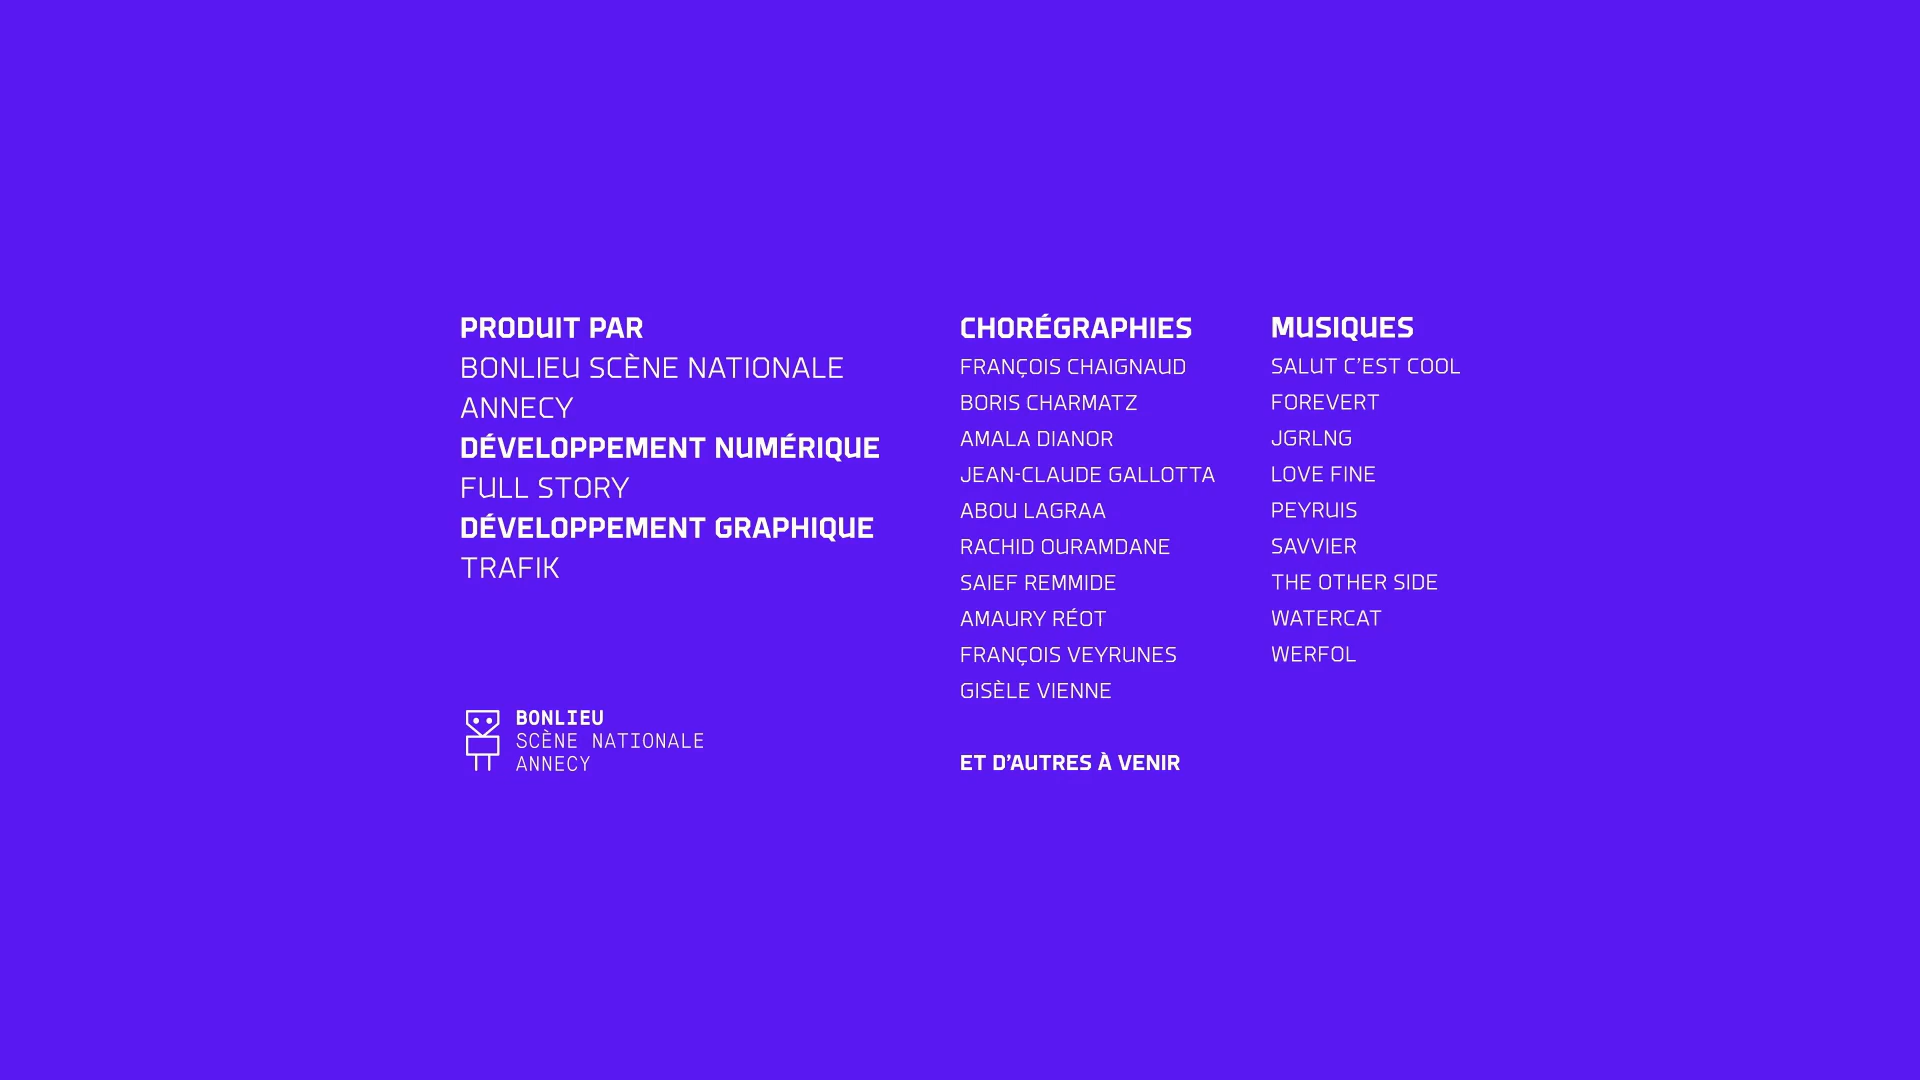 PRODUIT PAR
BONLIEU SCÈNE NATIONALE
ANNECY
DÉVELOPPEMENT NUMÉRIQUE
FULL STORY
DÉVELOPPEMENT GRAPHIQUE
TRAFIK
BONLIEU
SCÈNE NATIONALE
ANNECY
CHORÉGRAPHIES
FRANÇOIS CHAIGNAUD
BORIS CHARMATZ
AMALA DIANOR
JEAN-CLAUDE GALLOTTA
ABOU LAGRAA
RACHID OURAMDANE
SAIEF REMMIDE
AMAURY RÉOT
FRANÇOIS VEYRUNES
GISÈLE VIENNE
ET D’AUTRES À VENIR
MUSIQUES
SALUT C’EST COOL
FOREVERT
JGRLNG
LOVE FINE
PEYRUIS
SAVVIER
THE OTHER SIDE
WATERCAT
WERFOL